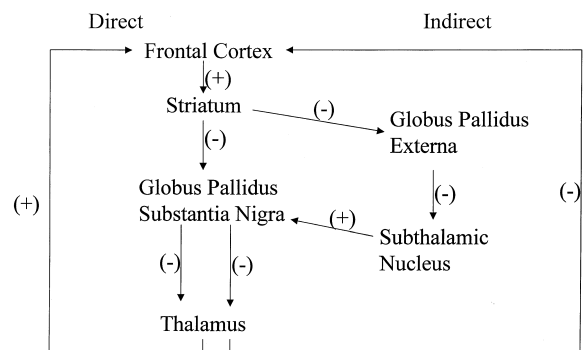 Direct
Indirect
Frontal Cortex
(+)
Striatum
(-)
Globus Pallidus
Externa
(-)
Globus Pallidus
Substantia Nigra
(-)
(+)
(-)
(+)
Subthalamic
Nucleus
(-)
(-)
Thalamus